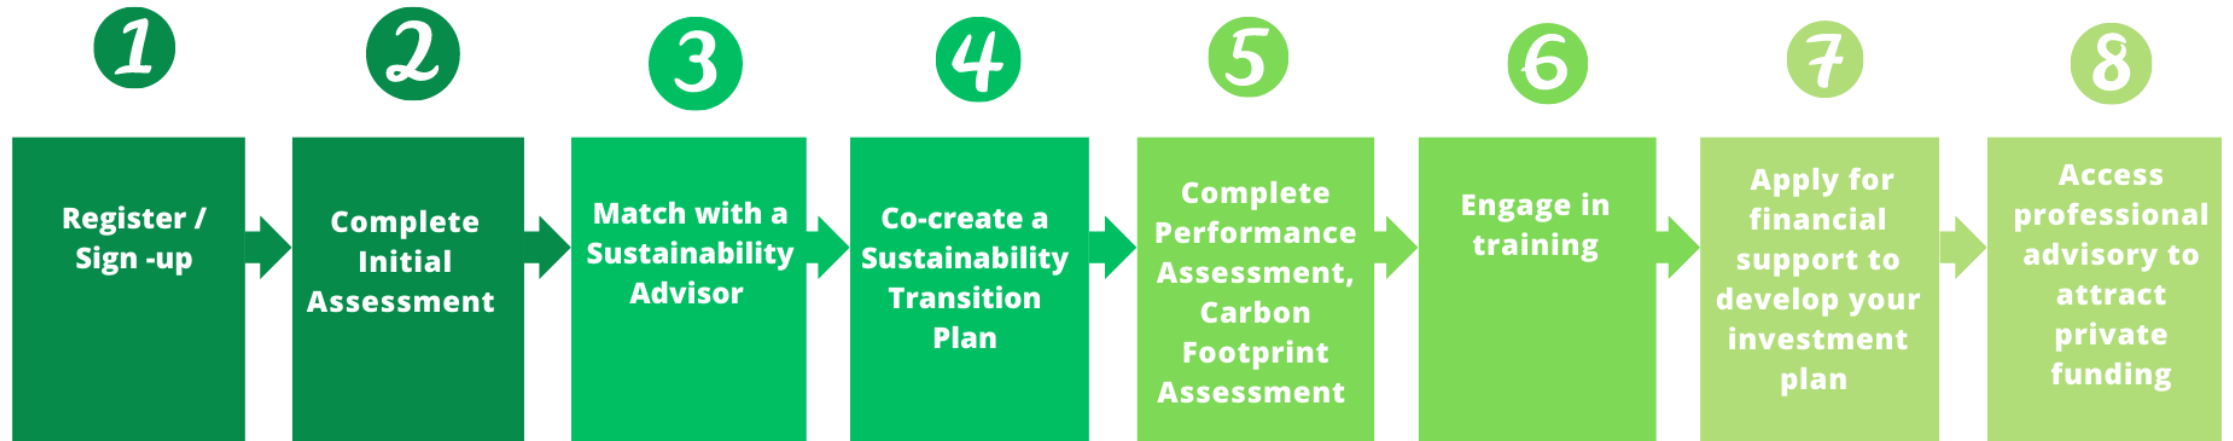 1
2
3
4
5
6
7
8
Register /
Sign -up
Complete
Initial
Assessment
Match with a
Sustainability
Advisor
Co-create a
Sustainability
Transition
Plan
Complete
Performance
Assessment,
Carbon
Footprint
Assessment
Engage in
training
Apply for
financial
support to
develop your
investment
plan
Access
professional
advisory to
attract
private
funding